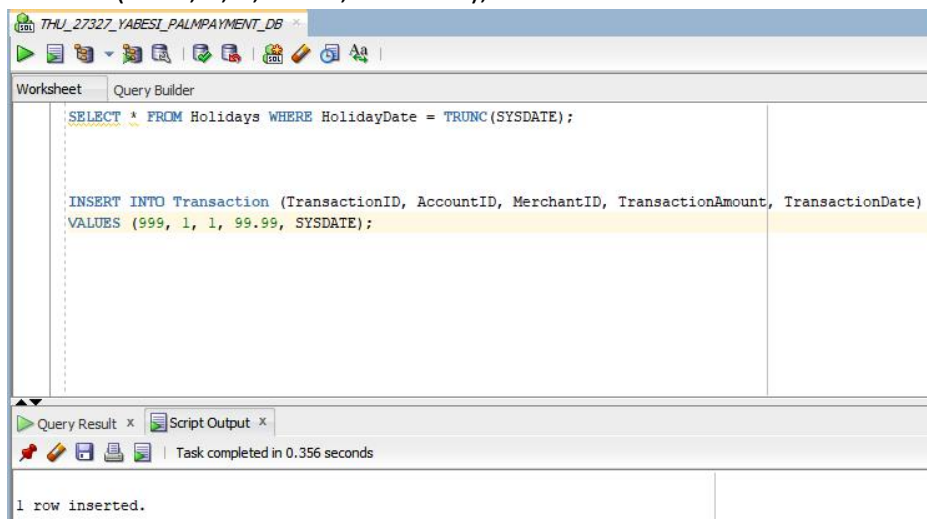 THU_27327_YABESI_PALMPAYMENT_DB
Worksheet Query Builder
SELECT * FROM Holidays WHERE HolidayDate = TRUNC(SYSDATE);
INSERT INTO Transaction (TransactionID, AccountID, MerchantID, TransactionAmount, TransactionDate)
VALUES (999, 1, 1, 99.99, SYSDATE);
Query Result x Script Output x
Task completed in 0.356 seconds
1 row inserted.